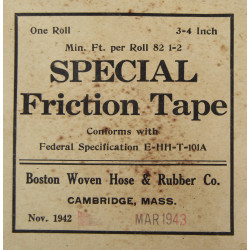 One Roll 3-4 Inch
Min. Ft. per Roll 82 1-2
SPECIAL
Friction Tape
Conforms with
Federal Specification E-HH-T-101A
Boston Woven Hose & Rubber Co.
CAMBRIDGE, MASS.
Nov. 1942 MAR 1943